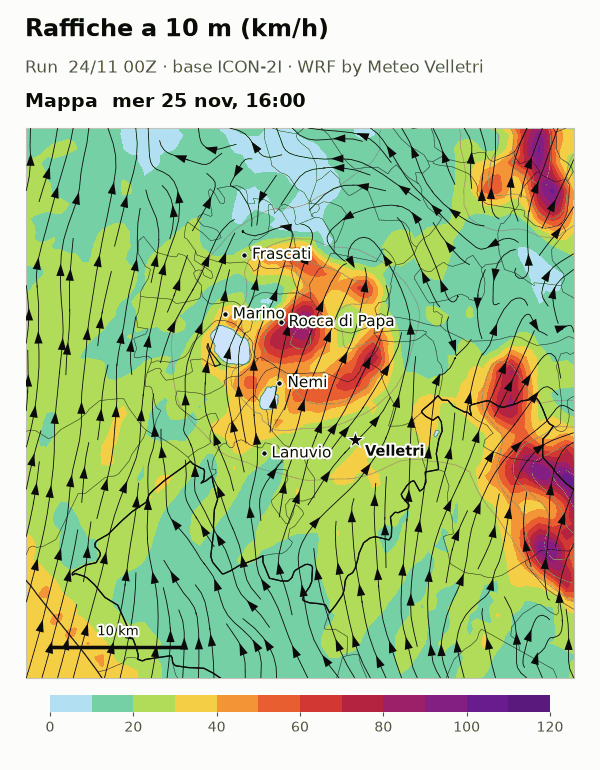 Raffiche a 10 m (km/h)
Run  24/11 00Z · base ICON-2I · WRF by Meteo Velletri
Mappa  mer 25 nov, 16:00
Frascati
Marino
Rocca di Papa
Nemi
Velletri
Lanuvio
10 km
0 20 40 60 80 100 120